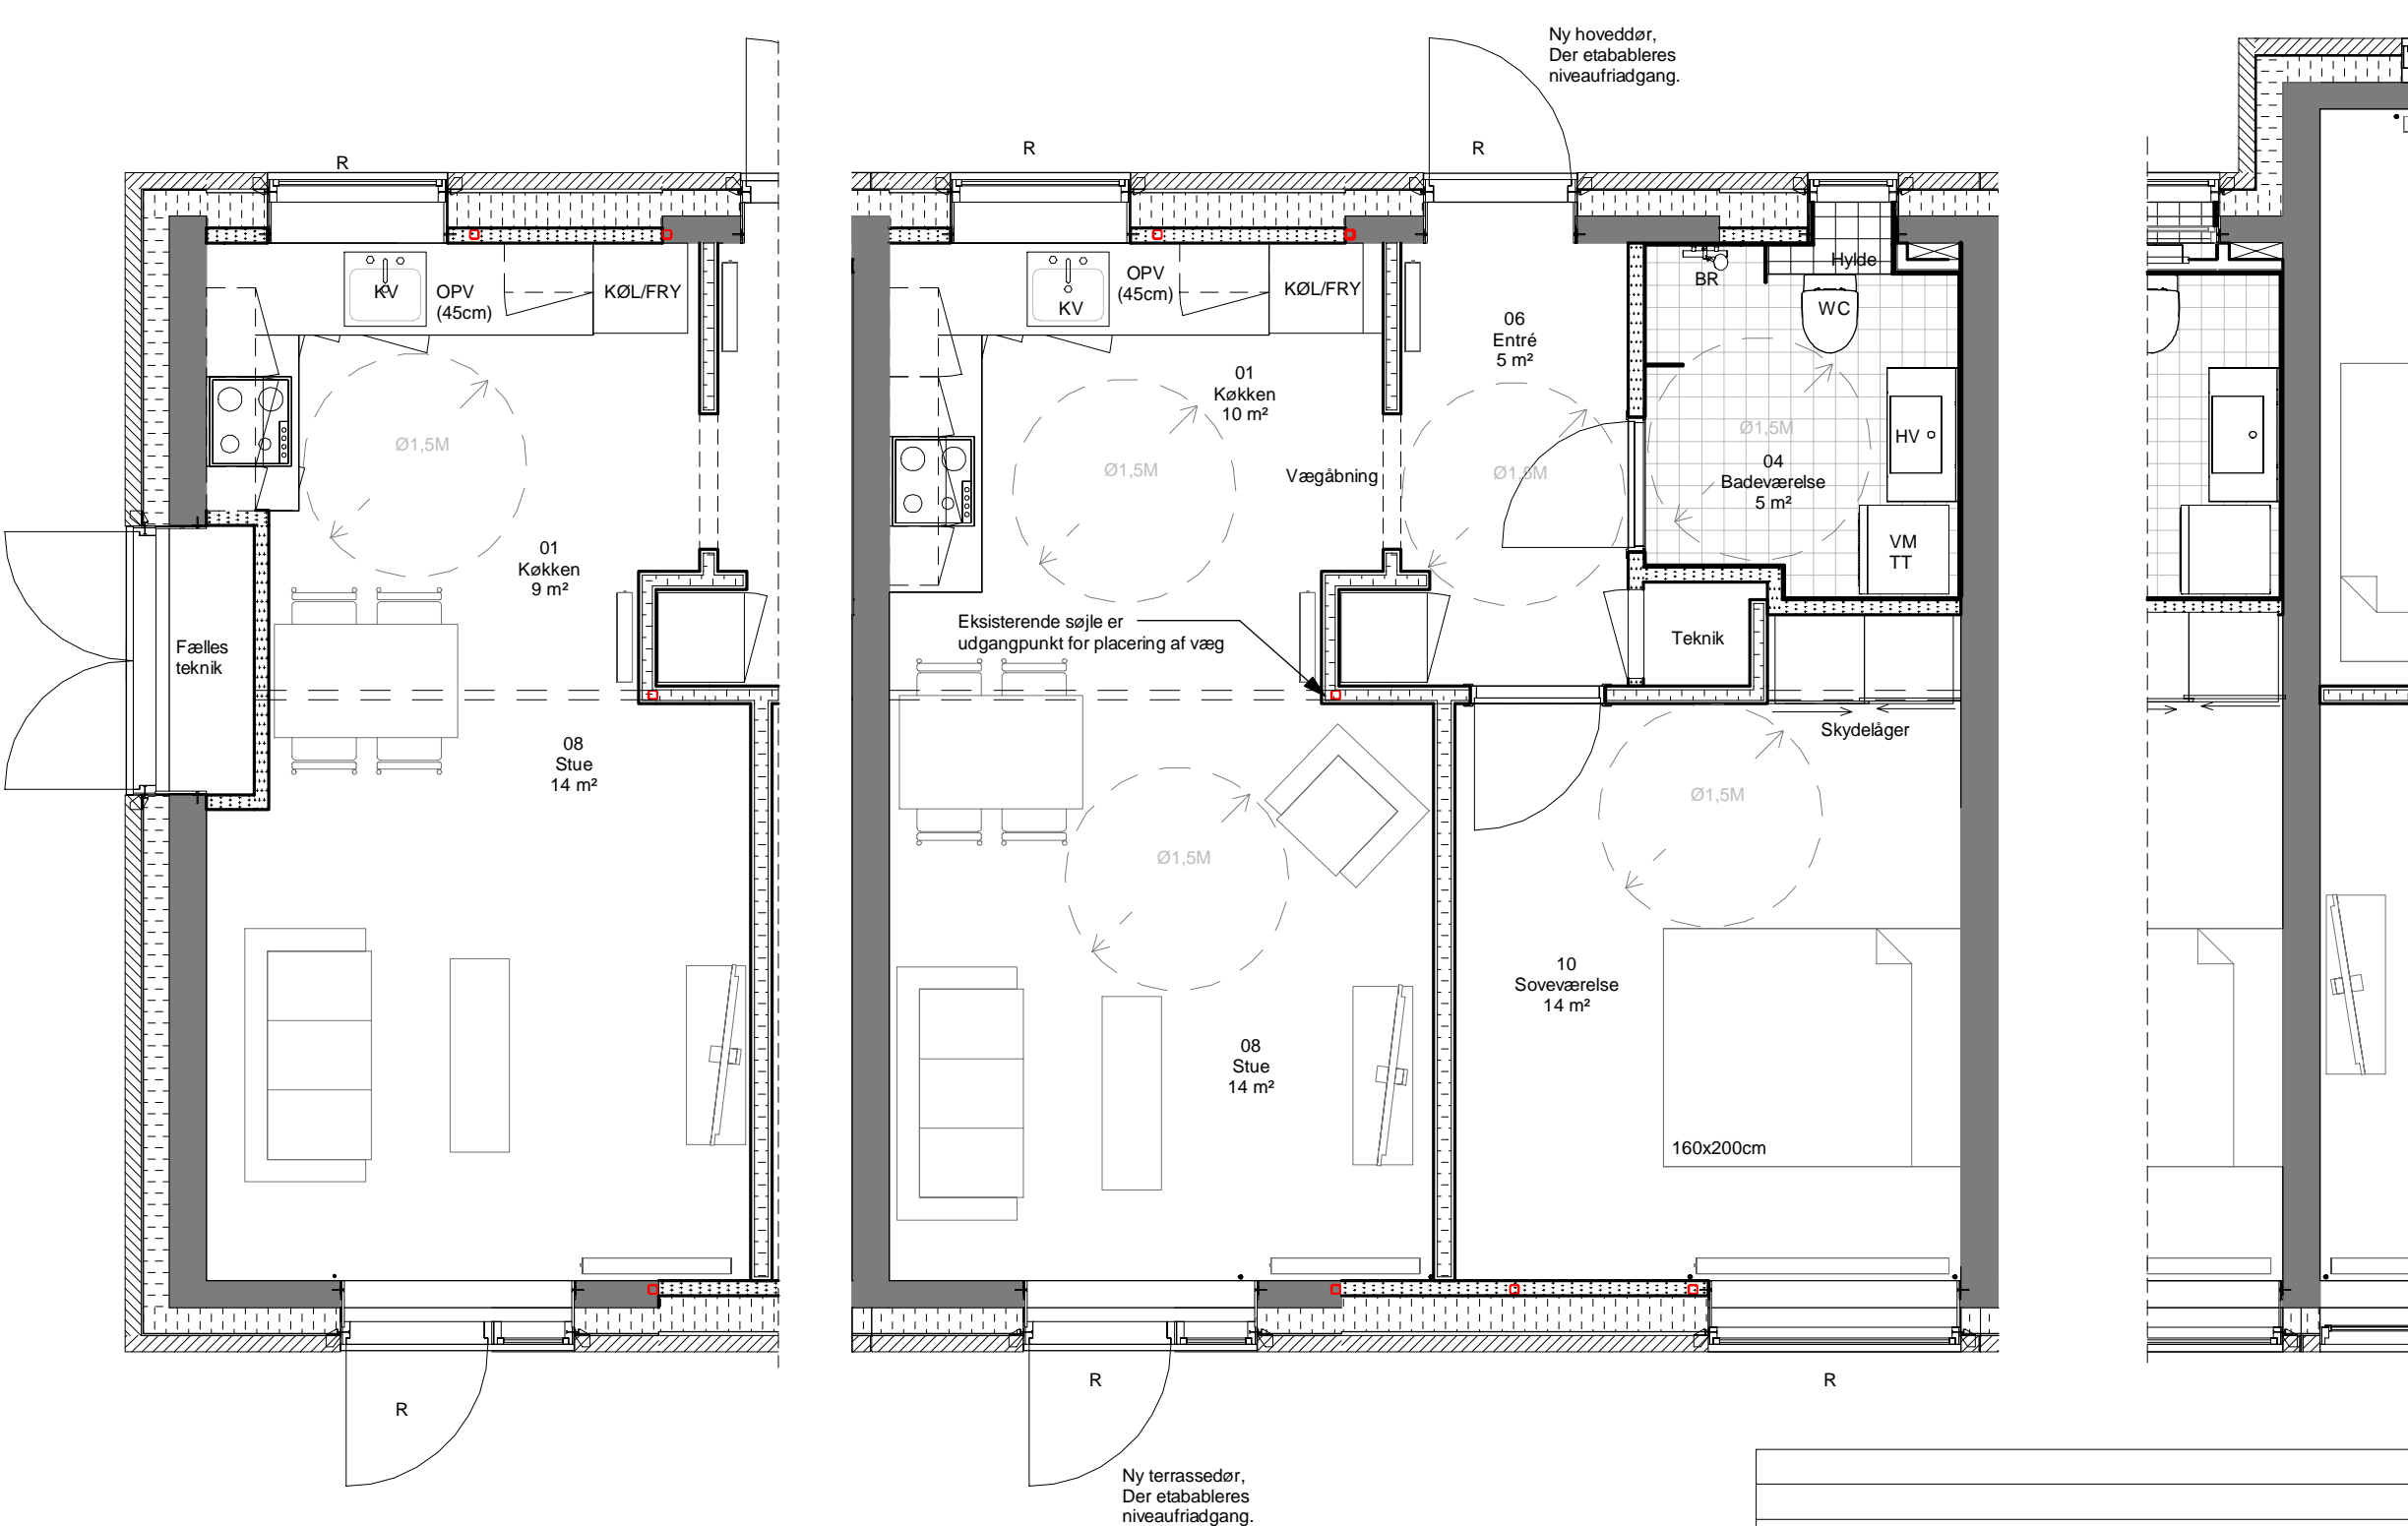 Ny hoveddør,
Der etabableres
niveaufriadgang.
R
R
R
KV
OPV
(45cm)
KØL/FRY
Ø1,5M
01
Køkken
9 m²
Fælles
teknik
08
Stue
14 m²
R
KV
OPV
(45cm)
KØL/FRY
01
Køkken
10 m²
Ø1,5M
Vægåbning
06
Entré
5 m²
Ø1,5M
BR
Hylde
WC
Ø1,5M
HV
04
Badeværelse
5 m²
VM
TT
Eksisterende søjle er
udgangpunkt for placering af væg
Teknik
Skydelåger
Ø1,5M
Ø1,5M
10
Soveværelse
14 m²
08
Stue
14 m²
160x200cm
R
R
Ny terrassedør,
Der etabableres
niveaufriadgang.